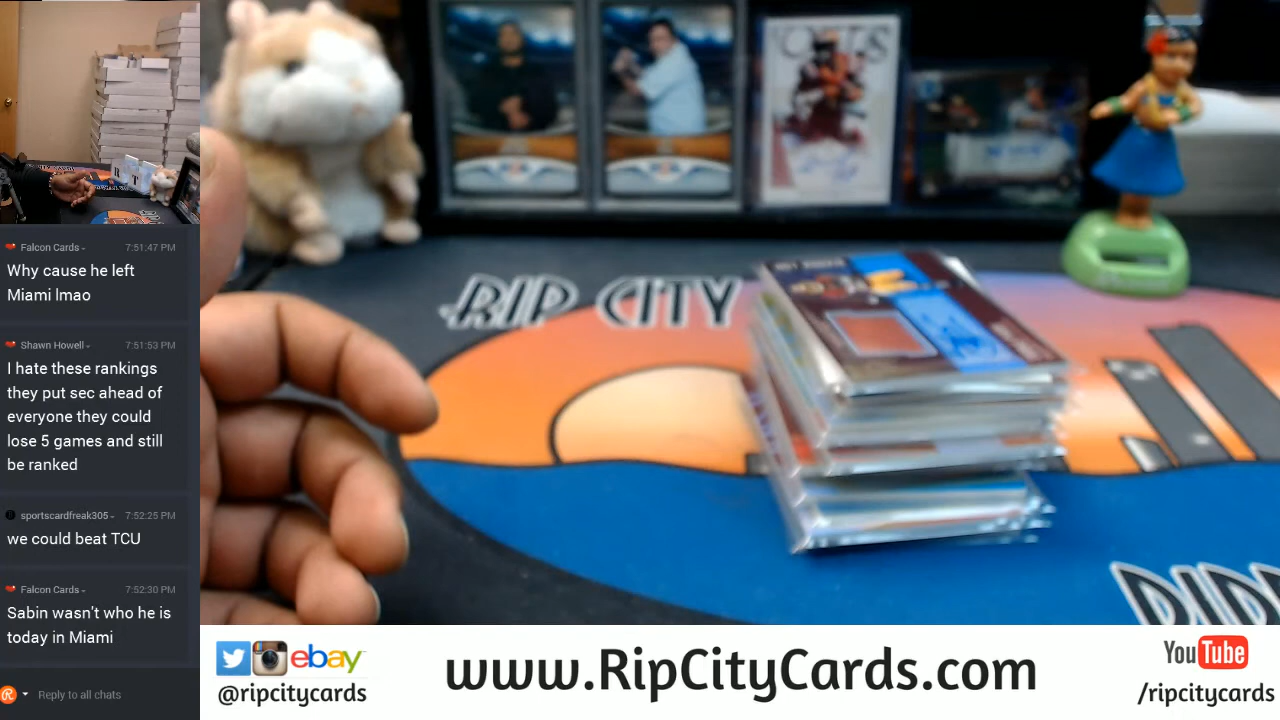 Falcon Cards 7:51:47 PM
Why cause he left
Miami lmao
Shawn Howell 7:51:53 PM
I hate these rankings
they put sec ahead of
everyone they could
lose 5 games and still
be ranked
sportscardfreak305 7:52:25 PM
we could beat TCU
Falcon Cards 7:52:30 PM
Sabin wasn't who he is
today in Miami
Reply to all chats
RIP CITY
ebay
@ripcitycards
www.RipCityCards.com
YouTube
/ripcitycards